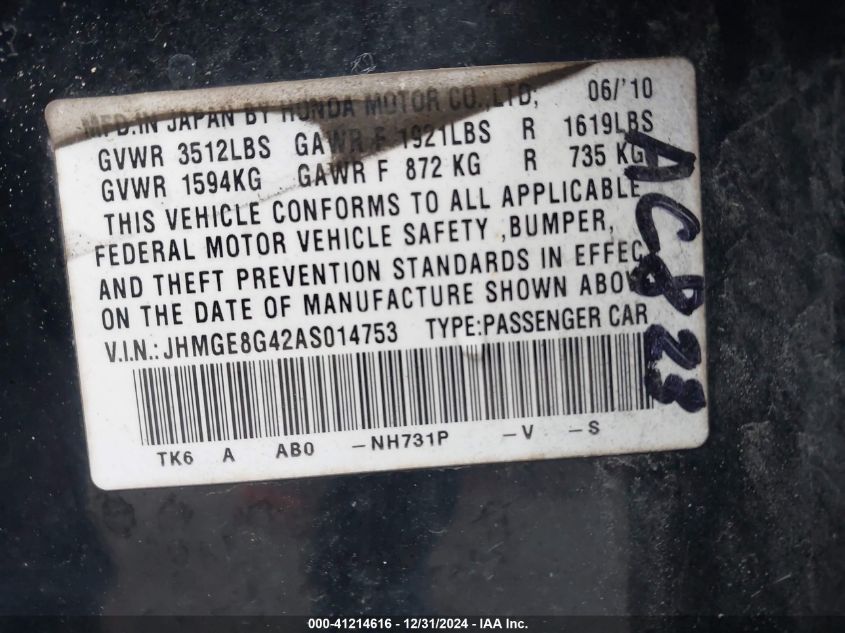 MFD.IN JAPAN BY HONDA MOTOR CO.,LTD; 06/'10
GVWR 3512LBS GAWR F 1921LBS R 1619LBS
GVWR 1594KG GAWR F 872 KG R 735 KG
THIS VEHICLE CONFORMS TO ALL APPLICABLE
FEDERAL MOTOR VEHICLE SAFETY ,BUMPER,
AND THEFT PREVENTION STANDARDS IN EFFEC
ON THE DATE OF MANUFACTURE SHOWN ABOV
V.I.N.: JHMGE8G42AS014753 TYPE:PASSENGER CAR
TK6 A AB0 -NH731P -V -S
AC823
000-41214616 - 12/31/2024 - IAA Inc.